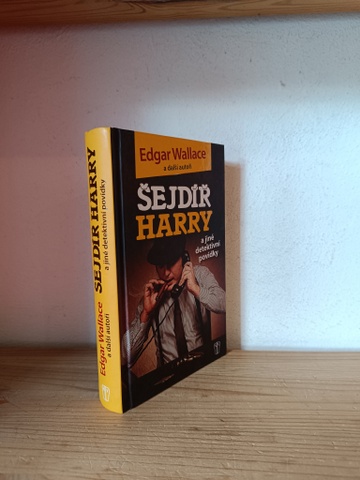 Edgar Wallace
a další autoři
ŠEJDÍŘ
HARRY
a jiné
detektivní
povídky
ŠEJDÍŘ HARRY
a jiné detektivní povídky
Edgar Wallace
a další autoři